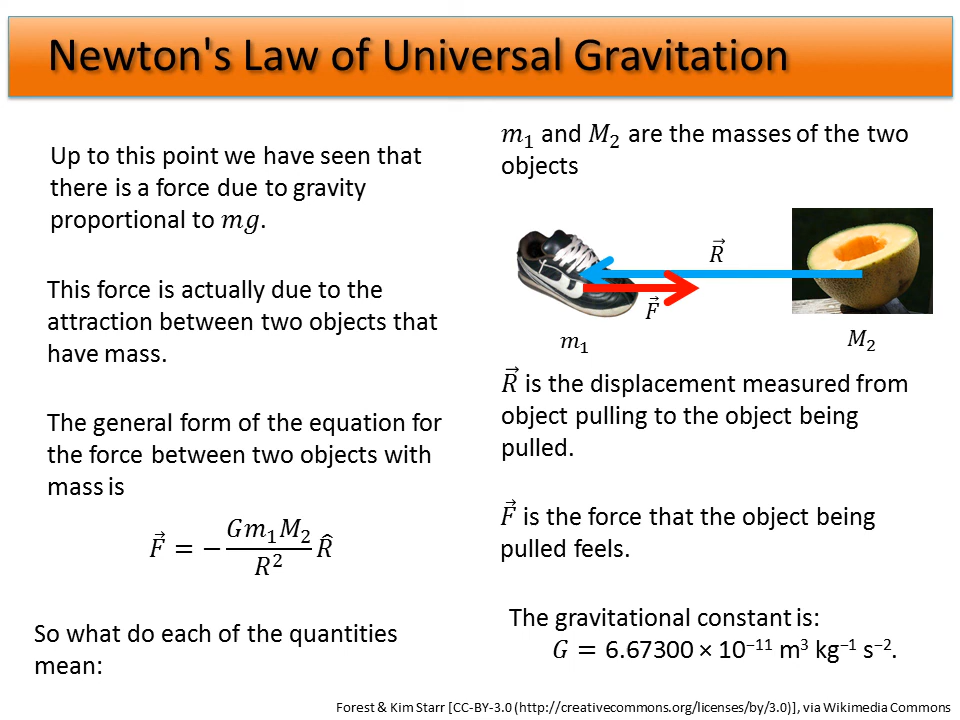 Newton's Law of Universal Gravitation
Up to this point we have seen that
there is a force due to gravity
proportional to 𝑚𝑔.
This force is actually due to the
attraction between two objects that
have mass.
The general form of the equation for
the force between two objects with
mass is
F⃗ = −(Gm₁M₂/R²) R̂
So what do each of the quantities
mean:
m₁ and M₂ are the masses of the two
objects
R⃗
F⃗
m₁
M₂
R⃗ is the displacement measured from
object pulling to the object being
pulled.
F⃗ is the force that the object being
pulled feels.
The gravitational constant is:
G = 6.67300 × 10⁻¹¹ m³ kg⁻¹ s⁻².
Forest & Kim Starr [CC-BY-3.0 (http://creativecommons.org/licenses/by/3.0)], via Wikimedia Commons